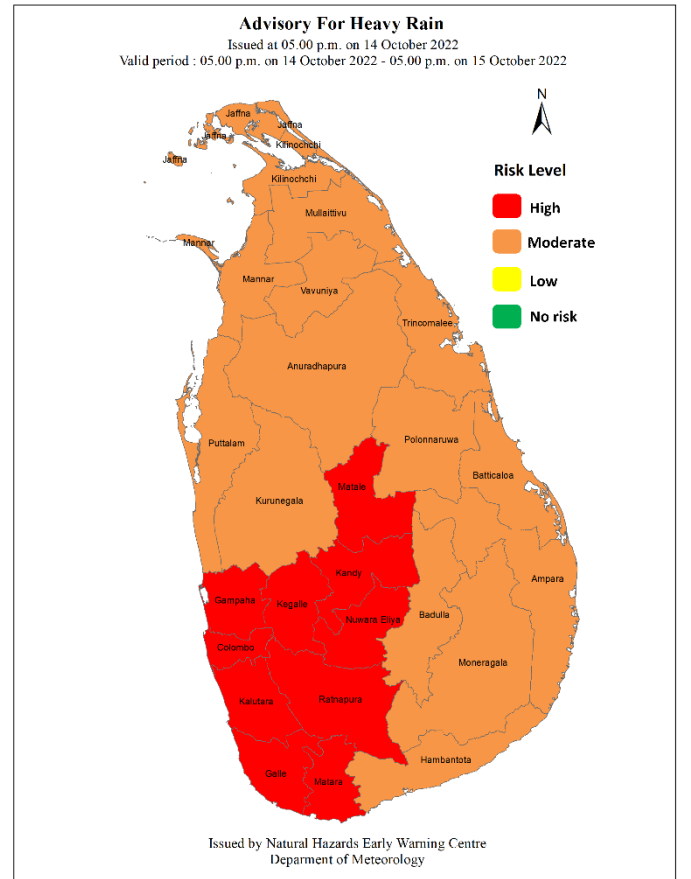 Advisory For Heavy Rain
Issued at 05.00 p.m. on 14 October 2022
Valid period : 05.00 p.m. on 14 October 2022 - 05.00 p.m. on 15 October 2022
N
Jaffna
Jaffna
Jaffna
Kilinochchi
Jaffna
Kilinochchi
Risk Level
High
Mullaittivu
Moderate
Mannar
Mannar
Low
Vavuniya
No risk
Trincomalee
Anuradhapura
Puttalam
Polonnaruwa
Batticaloa
Matale
Kurunegala
Kandy
Ampara
Gampaha
Kegalle
Badulla
Nuwara Eliya
Colombo
Moneragala
Kalutara
Ratnapura
Hambantota
Galle
Matara
Issued by Natural Hazards Early Warning Centre
Deparment of Meteorology